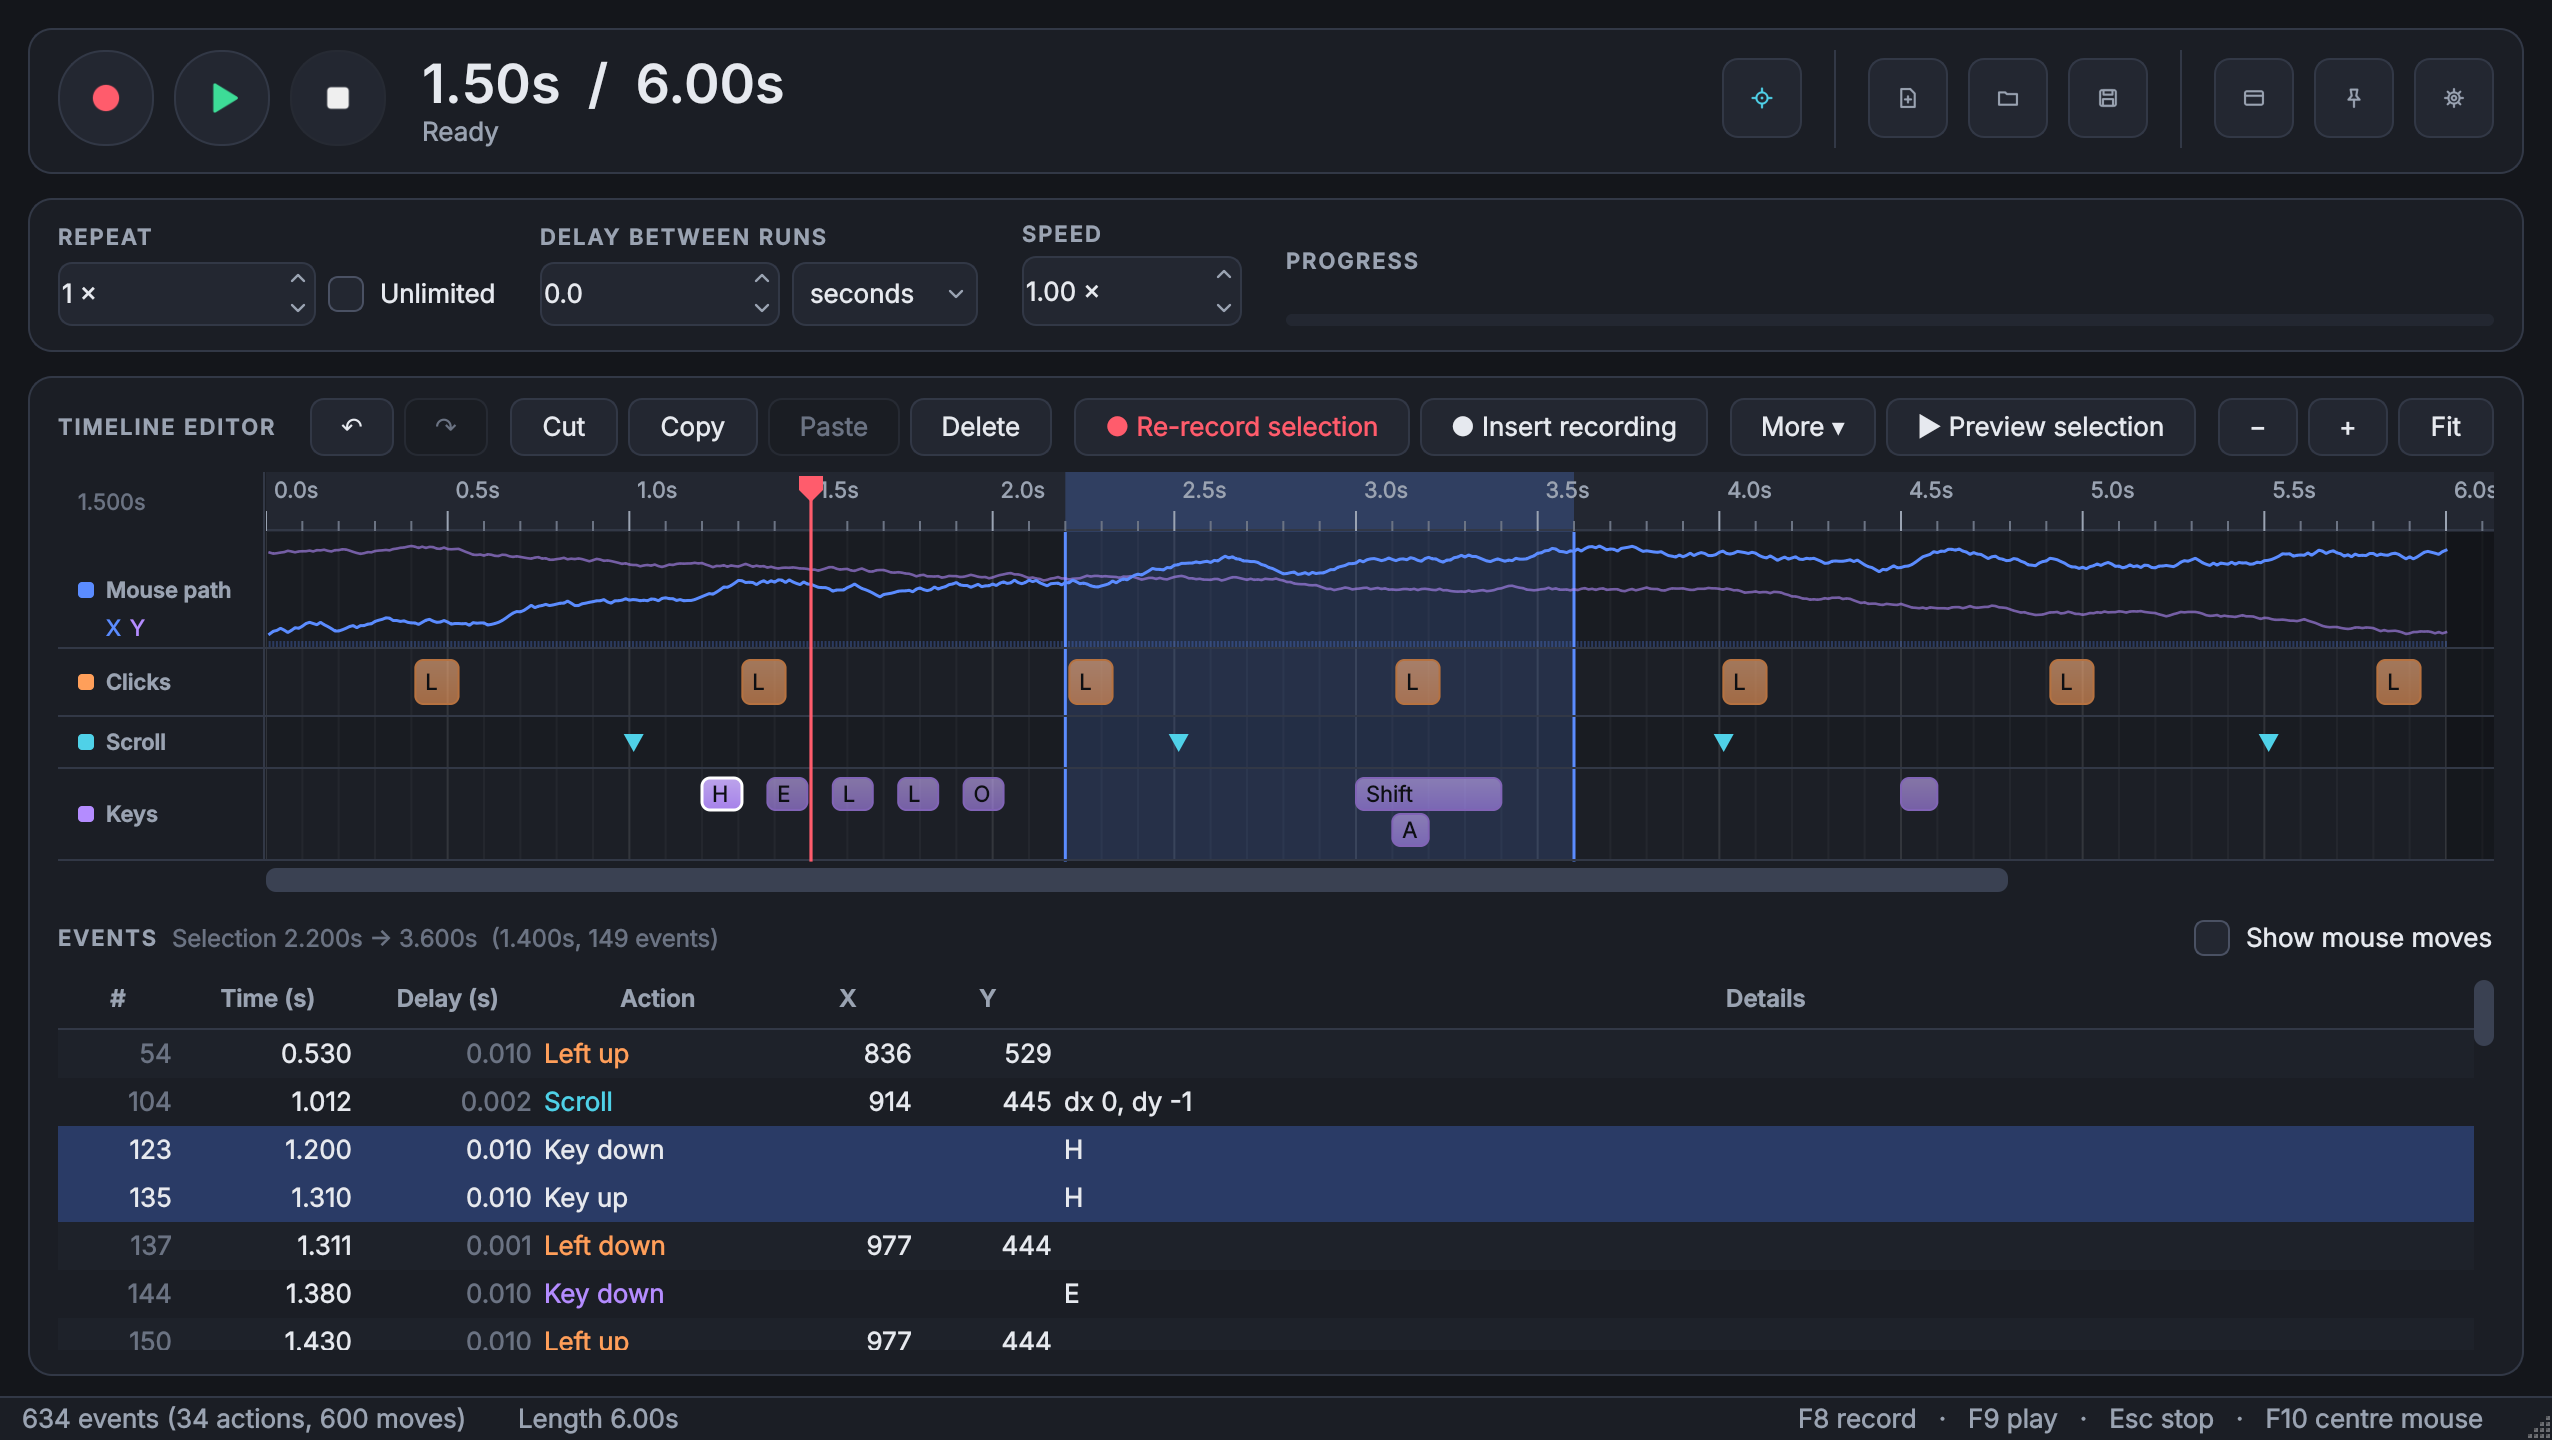 1.50s / 6.00s
Ready
REPEAT
DELAY BETWEEN RUNS
SPEED
PROGRESS
1 ×
Unlimited
0.0
seconds
1.00 ×
TIMELINE EDITOR
↶ ↷ Cut Copy Paste Delete Re-record selection Insert recording More ▾ Preview selection − + Fit
1.500s
0.0s 0.5s 1.0s 1.5s 2.0s 2.5s 3.0s 3.5s 4.0s 4.5s 5.0s 5.5s 6.0s
Mouse path
X Y
Clicks L L L L L L L
Scroll
H E L L O Shift
Keys
A
EVENTS Selection 2.200s → 3.600s (1.400s, 149 events) Show mouse moves
# Time (s) Delay (s) Action X Y Details
54 0.530 0.010 Left up 836 529
104 1.012 0.002 Scroll 914 445 dx 0, dy -1
123 1.200 0.010 Key down H
135 1.310 0.010 Key up H
137 1.311 0.001 Left down 977 444
144 1.380 0.010 Key down E
150 1.430 0.010 Left up 977 444
634 events (34 actions, 600 moves) Length 6.00s F8 record · F9 play · Esc stop · F10 centre mouse